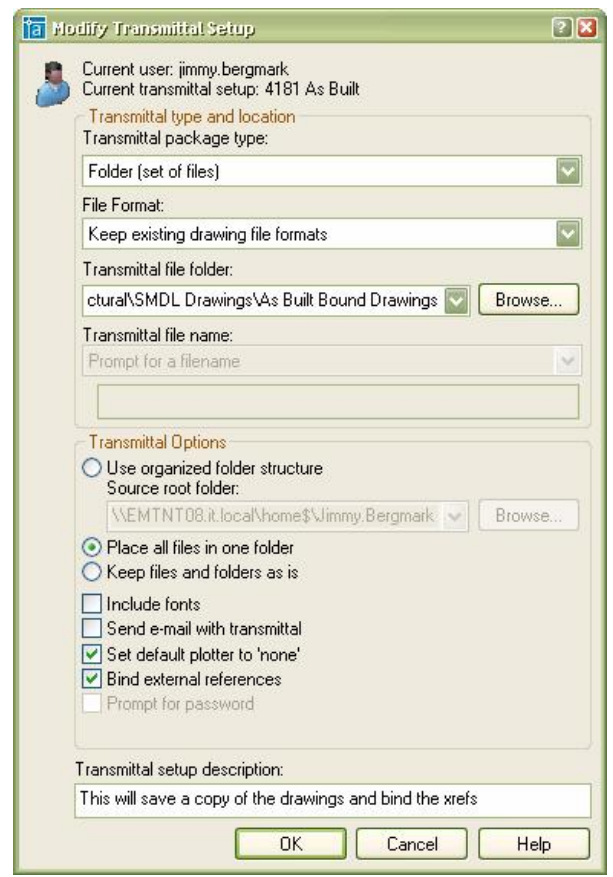 Modify Transmittal Setup
Current user: jimmy.bergmark
Current transmittal setup: 4181 As Built
Transmittal type and location
Transmittal package type:
Folder (set of files)
File Format:
Keep existing drawing file formats
Transmittal file folder:
ctural\SMDL Drawings\As Built Bound Drawings
Browse...
Transmittal file name:
Prompt for a filename
Transmittal Options
Use organized folder structure
Source root folder:
\\EMTNT08.it.local\home$\Jimmy.Bergmark
Browse...
Place all files in one folder
Keep files and folders as is
Include fonts
Send e-mail with transmittal
Set default plotter to 'none'
Bind external references
Prompt for password
Transmittal setup description:
This will save a copy of the drawings and bind the xrefs
OK Cancel Help